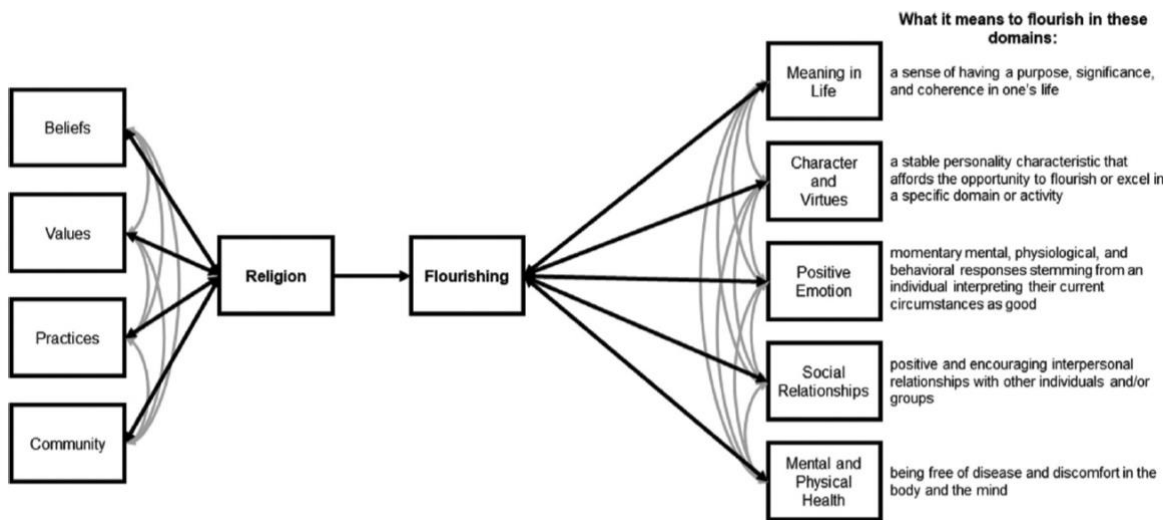 What it means to flourish in these
domains:
Beliefs
Values
Practices
Community
Religion
Flourishing
Meaning in
Life
a sense of having a purpose, significance,
and coherence in one's life
Character
and
Virtues
a stable personality characteristic that
affords the opportunity to flourish or excel in
a specific domain or activity
Positive
Emotion
momentary mental, physiological, and
behavioral responses stemming from an
individual interpreting their current
circumstances as good
Social
Relationships
positive and encouraging interpersonal
relationships with other individuals and/or
groups
Mental and
Physical
Health
being free of disease and discomfort in the
body and the mind